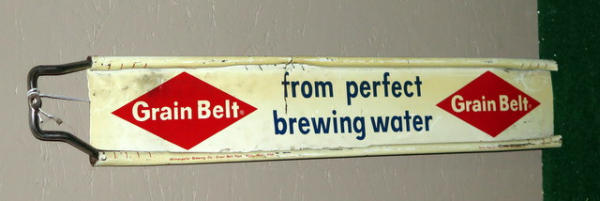 Grain Belt®
from perfect
brewing water
Grain Belt®